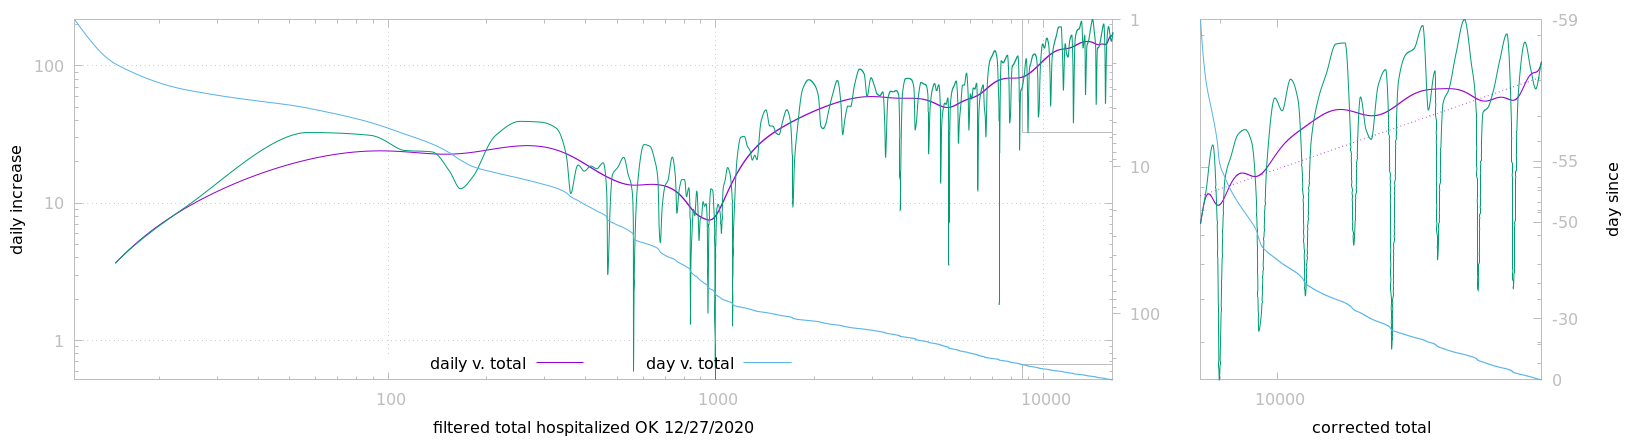 daily increase
100
10
1
daily v. total
day v. total
100
1000
10000
filtered total hospitalized OK 12/27/2020
1
10
100
10000
corrected total
-59
-55
-50
-30
0
day since